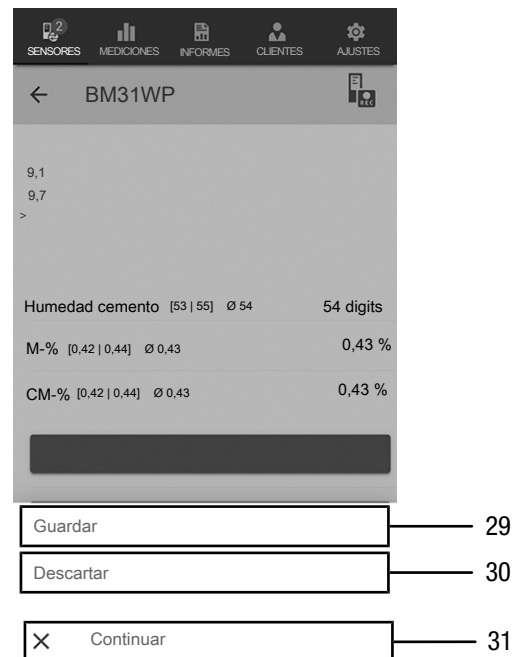 2
SENSORES MEDICIONES INFORMES CLIENTES AJUSTES
BM31WP
REC
9,1
9,7
>
Humedad cemento [53 | 55] Ø 54 54 digits
M-% [0,42 | 0,44] Ø 0,43 0,43 %
CM-% [0,42 | 0,44] Ø 0,43 0,43 %
Guardar 29
Descartar 30
Continuar 31